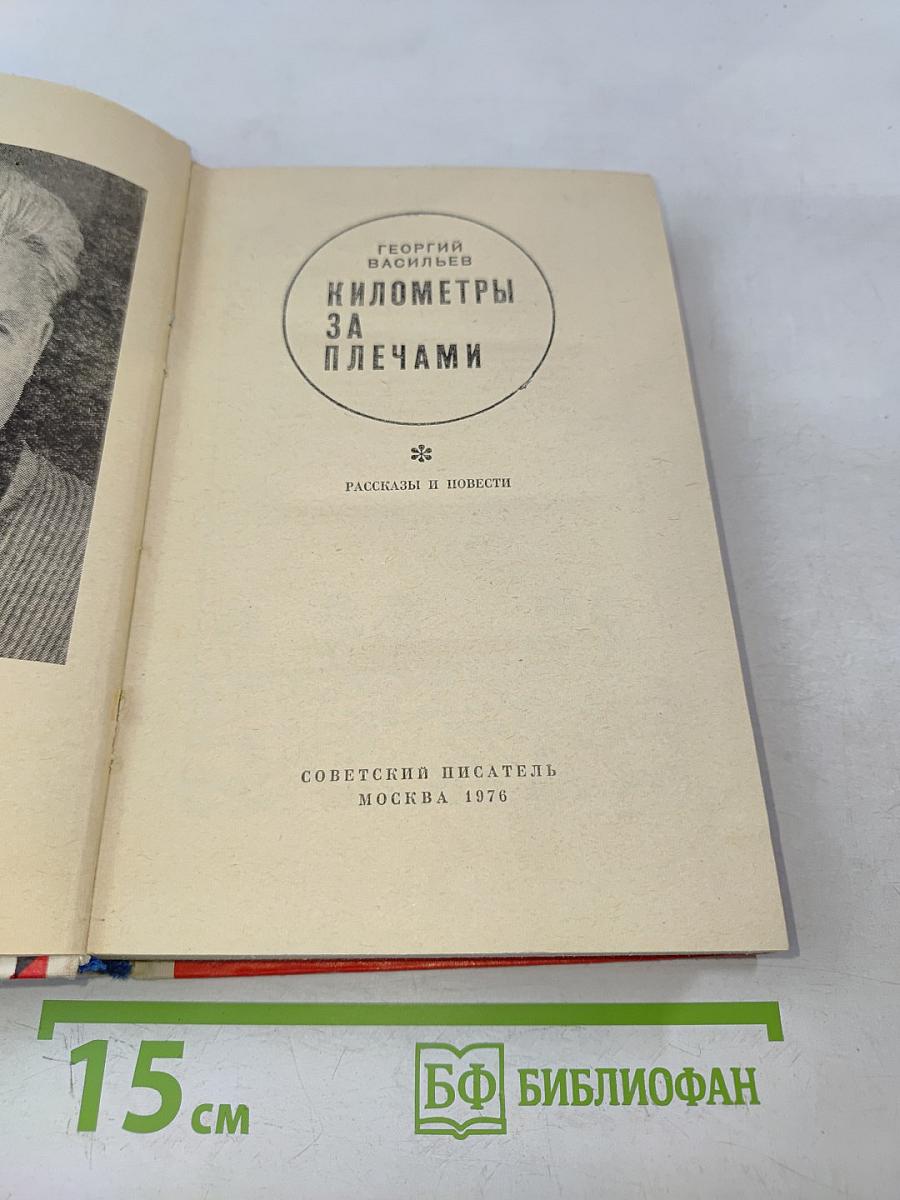 ГЕОРГИЙ
ВАСИЛЬЕВ
КИЛОМЕТРЫ
ЗА
ПЛЕЧАМИ
РАССКАЗЫ И ПОВЕСТИ
СОВЕТСКИЙ ПИСАТЕЛЬ
МОСКВА 1976
15 см
БФ БИБЛИОФАН